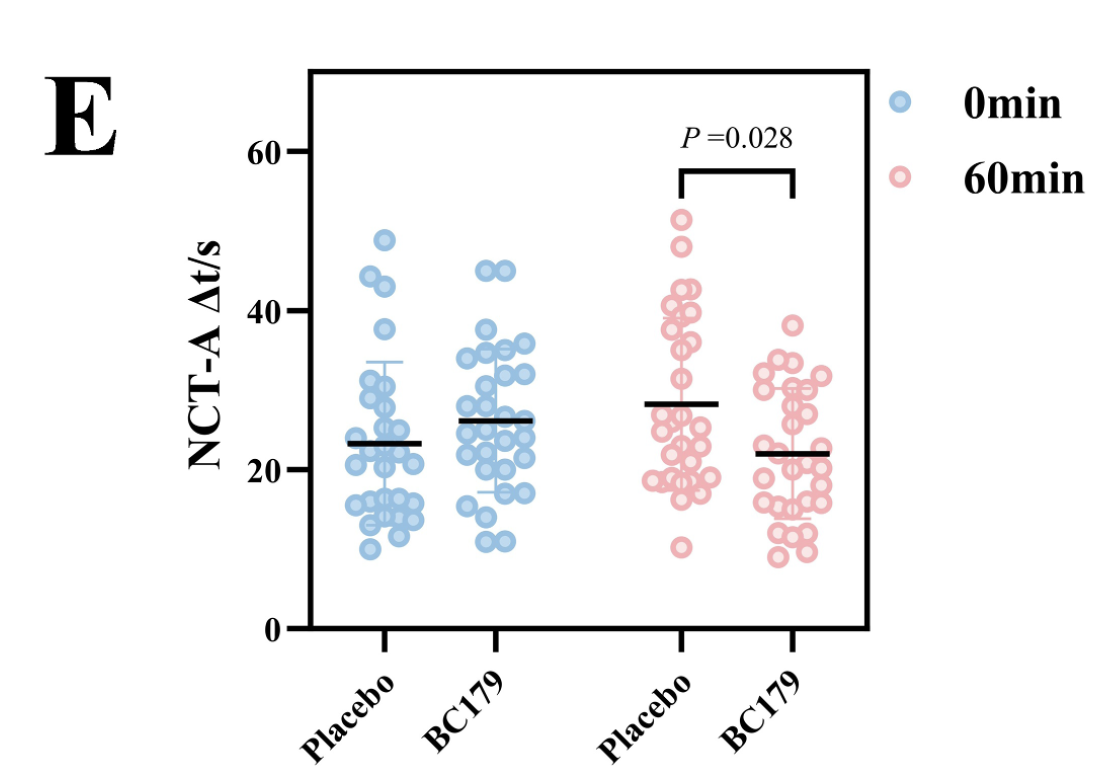 E
0min
60min
P =0.028
NCT-A Δt/s
60
40
20
0
Placebo
BC179
Placebo
BC179